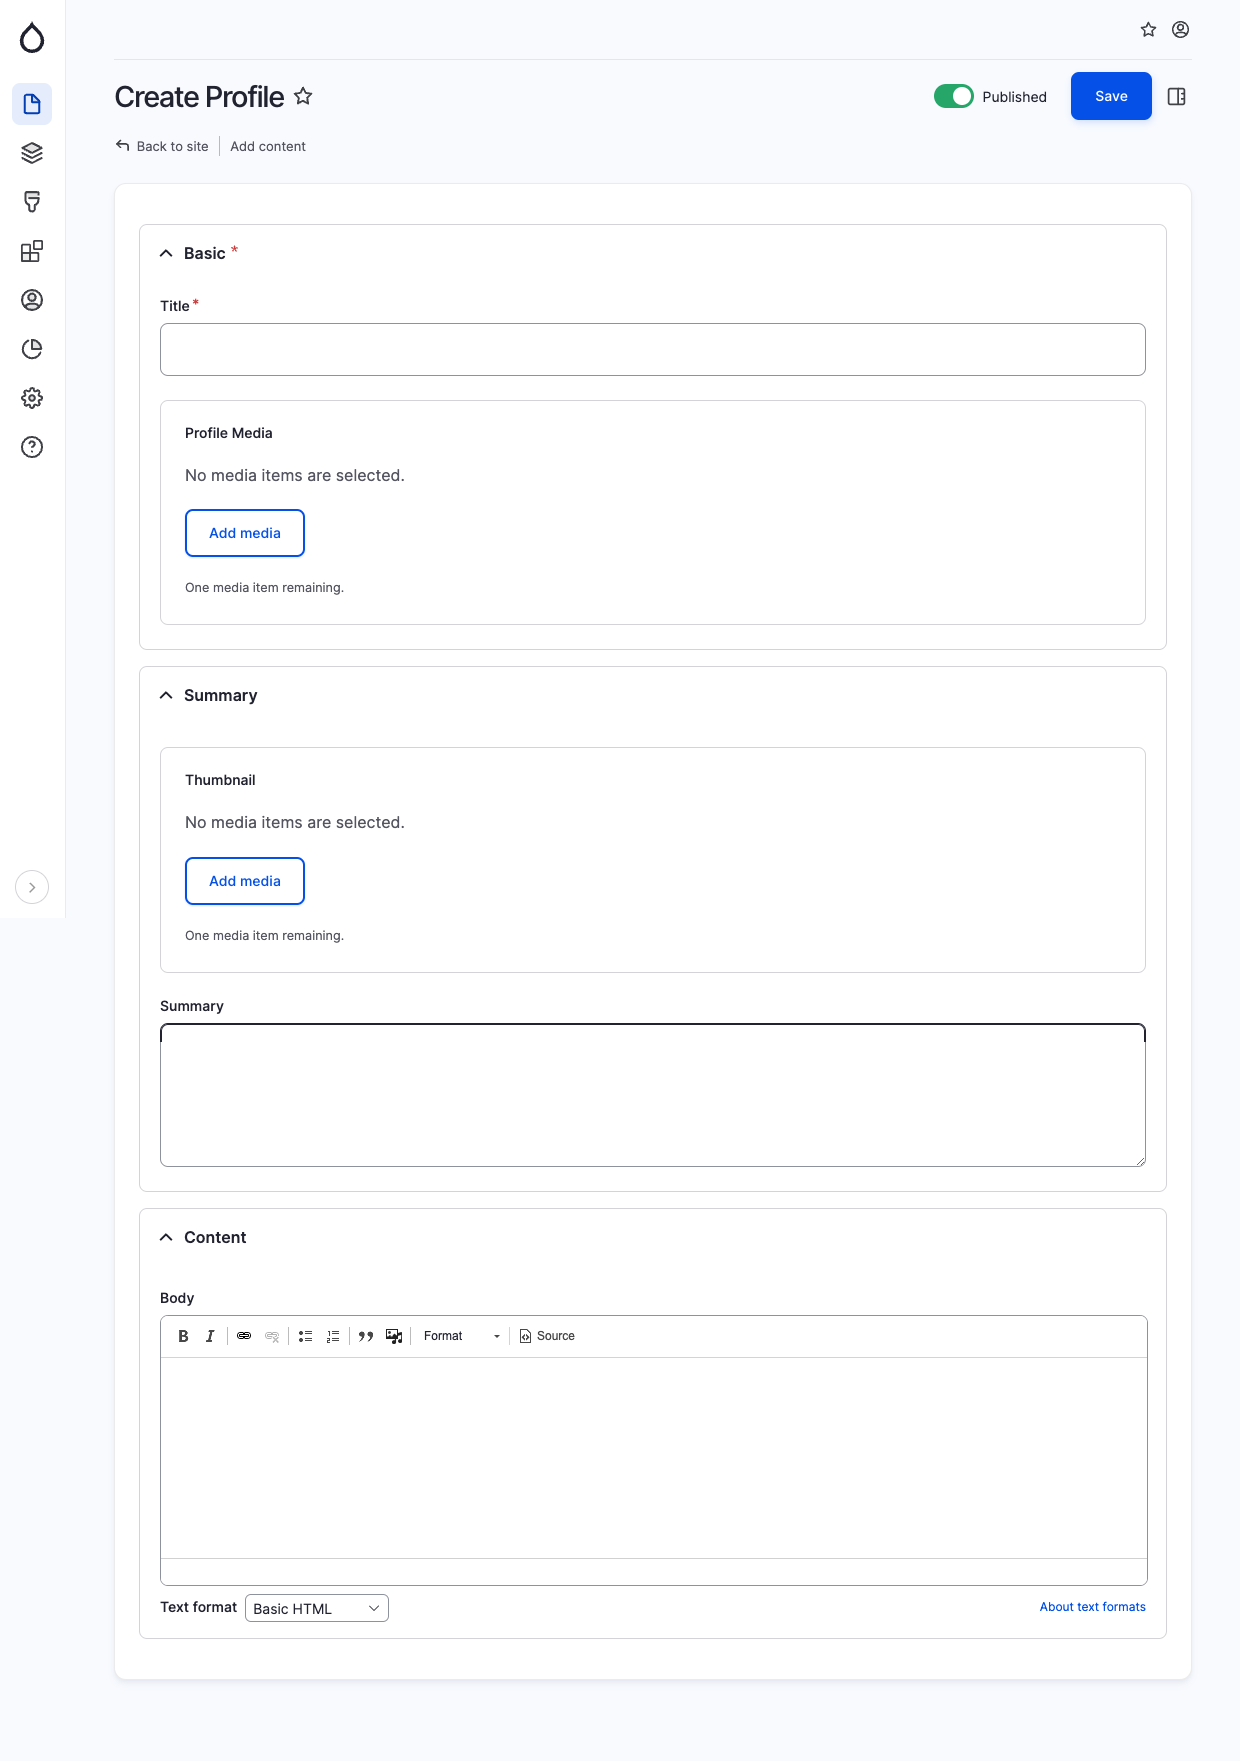 Create Profile
Published
Save
Back to site
Add content
Basic *
Title *
Profile Media
No media items are selected.
Add media
One media item remaining.
Summary
Thumbnail
No media items are selected.
Add media
One media item remaining.
Summary
Content
Body
B I Format Source
Text format Basic HTML About text formats